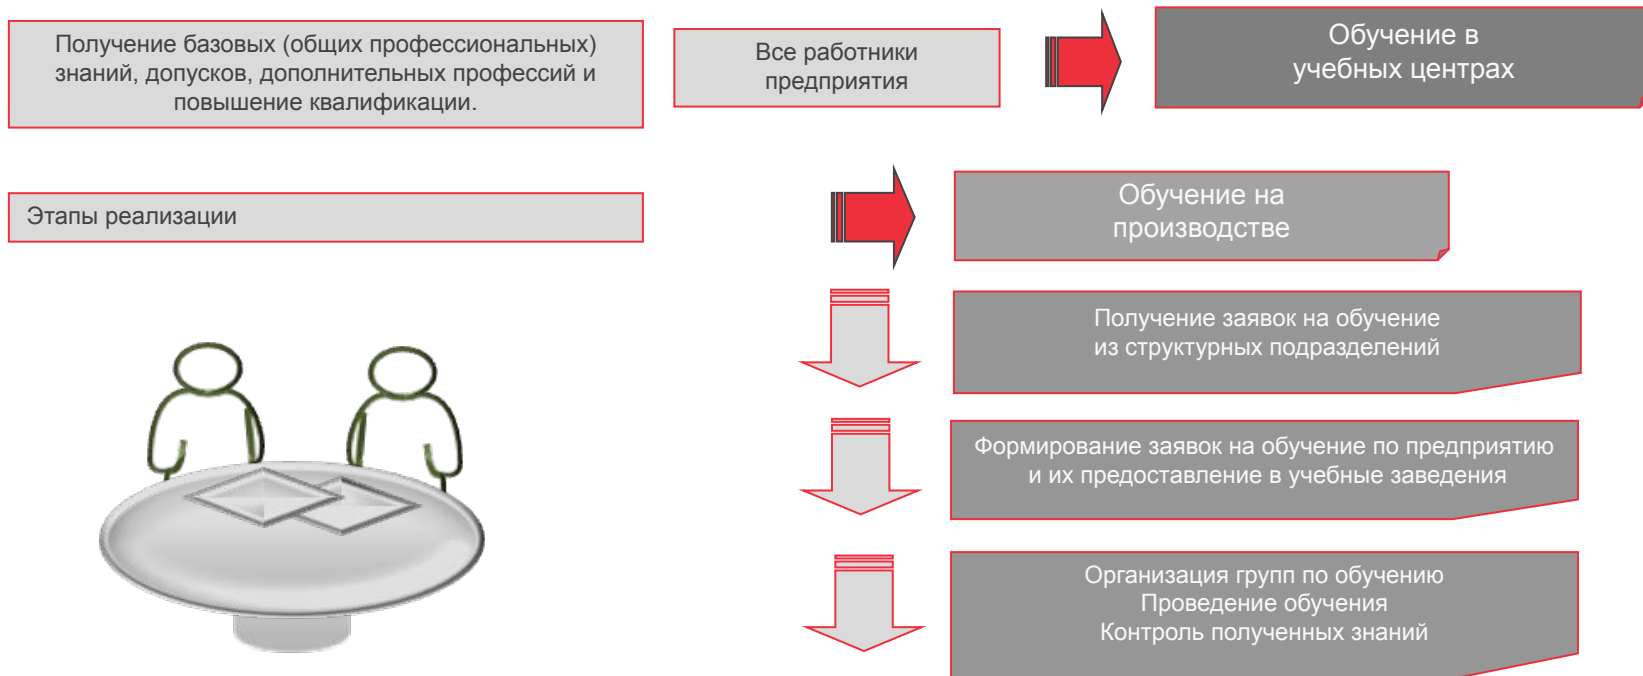 Получение базовых (общих профессиональных)
знаний, допусков, дополнительных профессий и
повышение квалификации.
Все работники
предприятия
Обучение в
учебных центрах
Этапы реализации
Обучение на
производстве
Получение заявок на обучение
из структурных подразделений
Формирование заявок на обучение по предприятию
и их предоставление в учебные заведения
Организация групп по обучению
Проведение обучения
Контроль полученных знаний